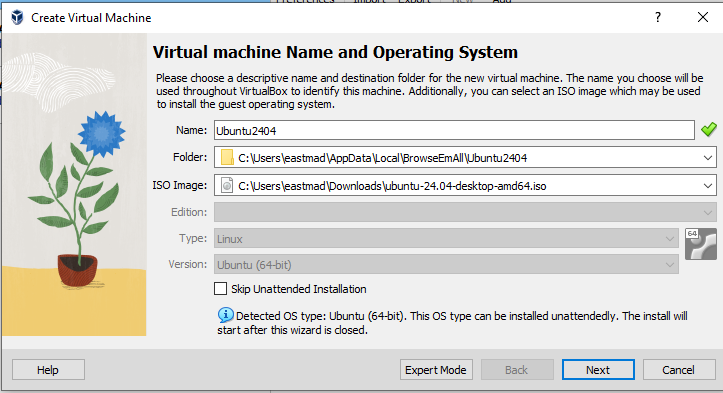 Preferences Import Export New Add
Create Virtual Machine
Virtual machine Name and Operating System
Please choose a descriptive name and destination folder for the new virtual machine. The name you choose will be
used throughout VirtualBox to identify this machine. Additionally, you can select an ISO image which may be used
to install the guest operating system.
Name: Ubuntu2404
Folder: C:\Users\eastmad\AppData\Local\BrowseEmAll\Ubuntu2404
ISO Image: C:\Users\eastmad\Downloads\ubuntu-24.04-desktop-amd64.iso
Edition:
Type: Linux
64
Version: Ubuntu (64-bit)
Skip Unattended Installation
Detected OS type: Ubuntu (64-bit). This OS type can be installed unattendedly. The install will
start after this wizard is closed.
Help Expert Mode Back Next Cancel